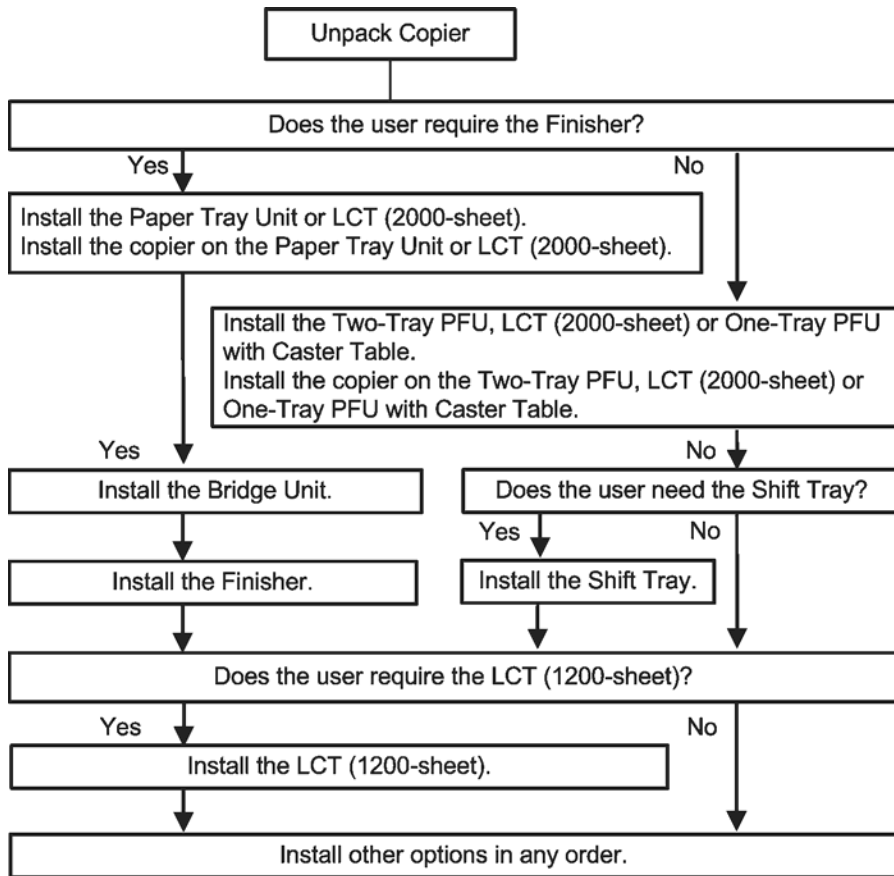 Unpack Copier
Does the user require the Finisher?
Yes
No
Install the Paper Tray Unit or LCT (2000-sheet).
Install the copier on the Paper Tray Unit or LCT (2000-sheet).
Install the Two-Tray PFU, LCT (2000-sheet) or One-Tray PFU
with Caster Table.
Install the copier on the Two-Tray PFU, LCT (2000-sheet) or
One-Tray PFU with Caster Table.
Yes
No
Install the Bridge Unit.
Does the user need the Shift Tray?
Yes
No
Install the Finisher.
Install the Shift Tray.
Does the user require the LCT (1200-sheet)?
Yes
No
Install the LCT (1200-sheet).
Install other options in any order.